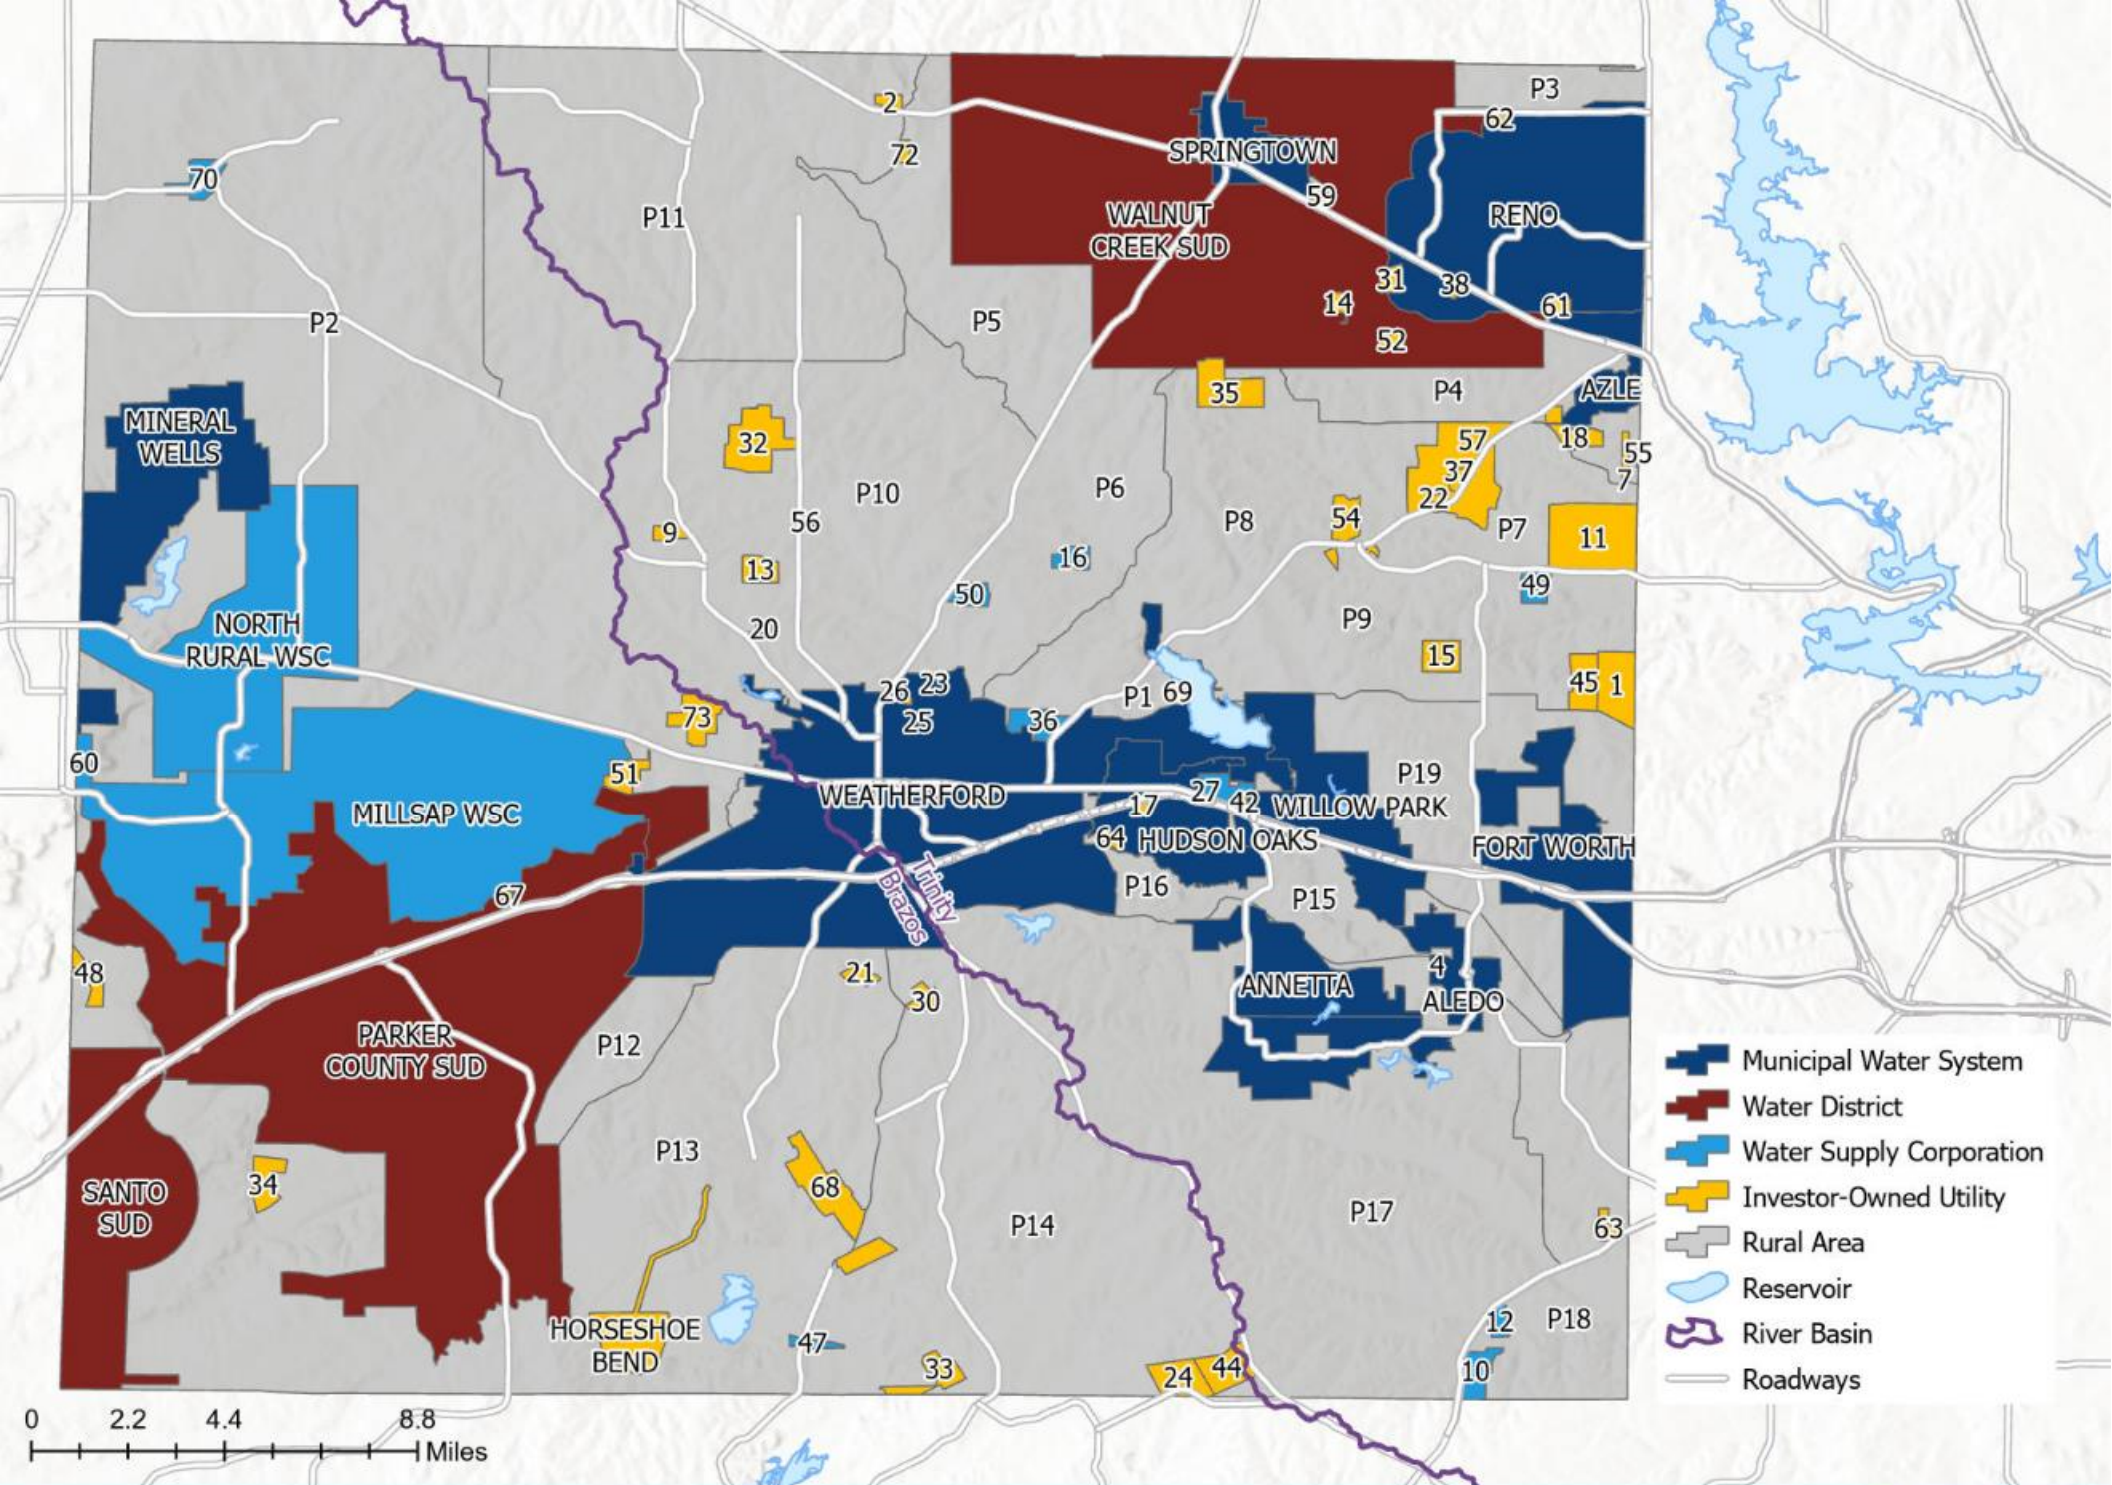 P3
2
62
72
SPRINGTOWN
70
59
P11
WALNUT
CREEK SUD
RENO
31
38
14
61
P2
P5
52
35
P4
AZLE
MINERAL
WELLS
32
57
18
55
37
7
P10
P6
22
56
P8
54
P7
9
11
13
16
50
49
NORTH
RURAL WSC
20
P9
15
26
23
45
1
P1
69
73
25
36
60
51
P19
WEATHERFORD
27
42
17
WILLOW PARK
MILLSAP WSC
64
HUDSON OAKS
FORT WORTH
Trinity
Brazos
P16
P15
67
48
21
4
30
ANNETTA
ALEDO
PARKER
COUNTY SUD
P12
P13
SANTO
SUD
34
68
P14
P17
63
HORSESHOE
BEND
47
33
24
44
12
P18
10
Municipal Water System
Water District
Water Supply Corporation
Investor-Owned Utility
Rural Area
Reservoir
River Basin
Roadways
0
2.2
4.4
8.8
Miles